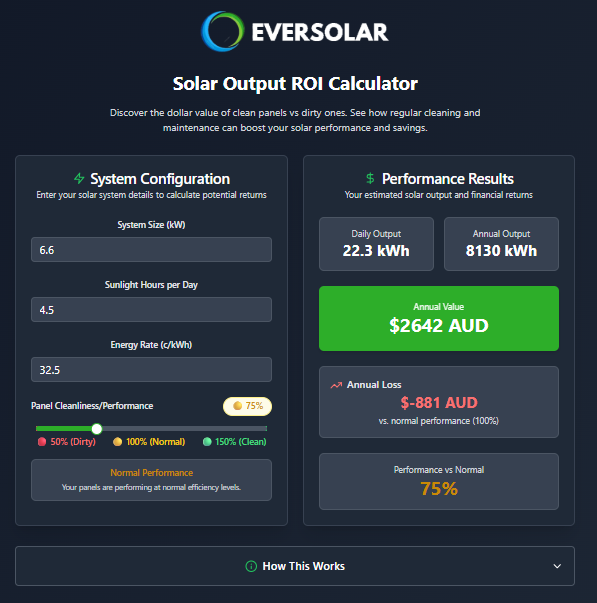 EVERSOLAR
Solar Output ROI Calculator
Discover the dollar value of clean panels vs dirty ones. See how regular cleaning and
maintenance can boost your solar performance and savings.
System Configuration
Enter your solar system details to calculate potential returns
System Size (kW)
6.6
Sunlight Hours per Day
4.5
Energy Rate (c/kWh)
32.5
Panel Cleanliness/Performance
75%
50% (Dirty)
100% (Normal)
150% (Clean)
Normal Performance
Your panels are performing at normal efficiency levels.
Performance Results
Your estimated solar output and financial returns
Daily Output
22.3 kWh
Annual Output
8130 kWh
Annual Value
$2642 AUD
Annual Loss
$-881 AUD
vs. normal performance (100%)
Performance vs Normal
75%
How This Works